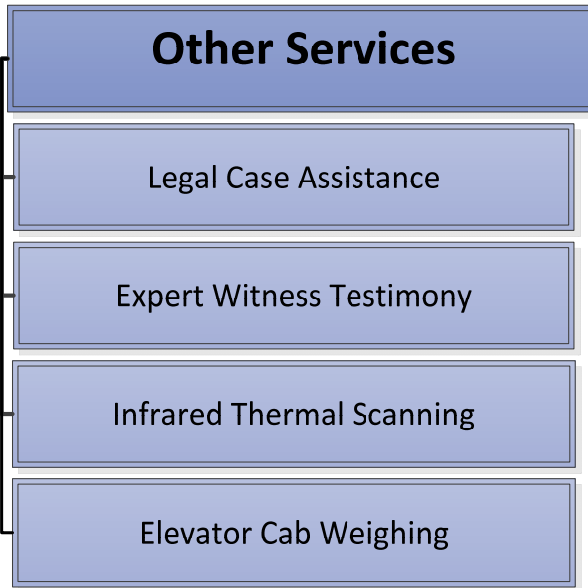 Other Services
Legal Case Assistance
Expert Witness Testimony
Infrared Thermal Scanning
Elevator Cab Weighing